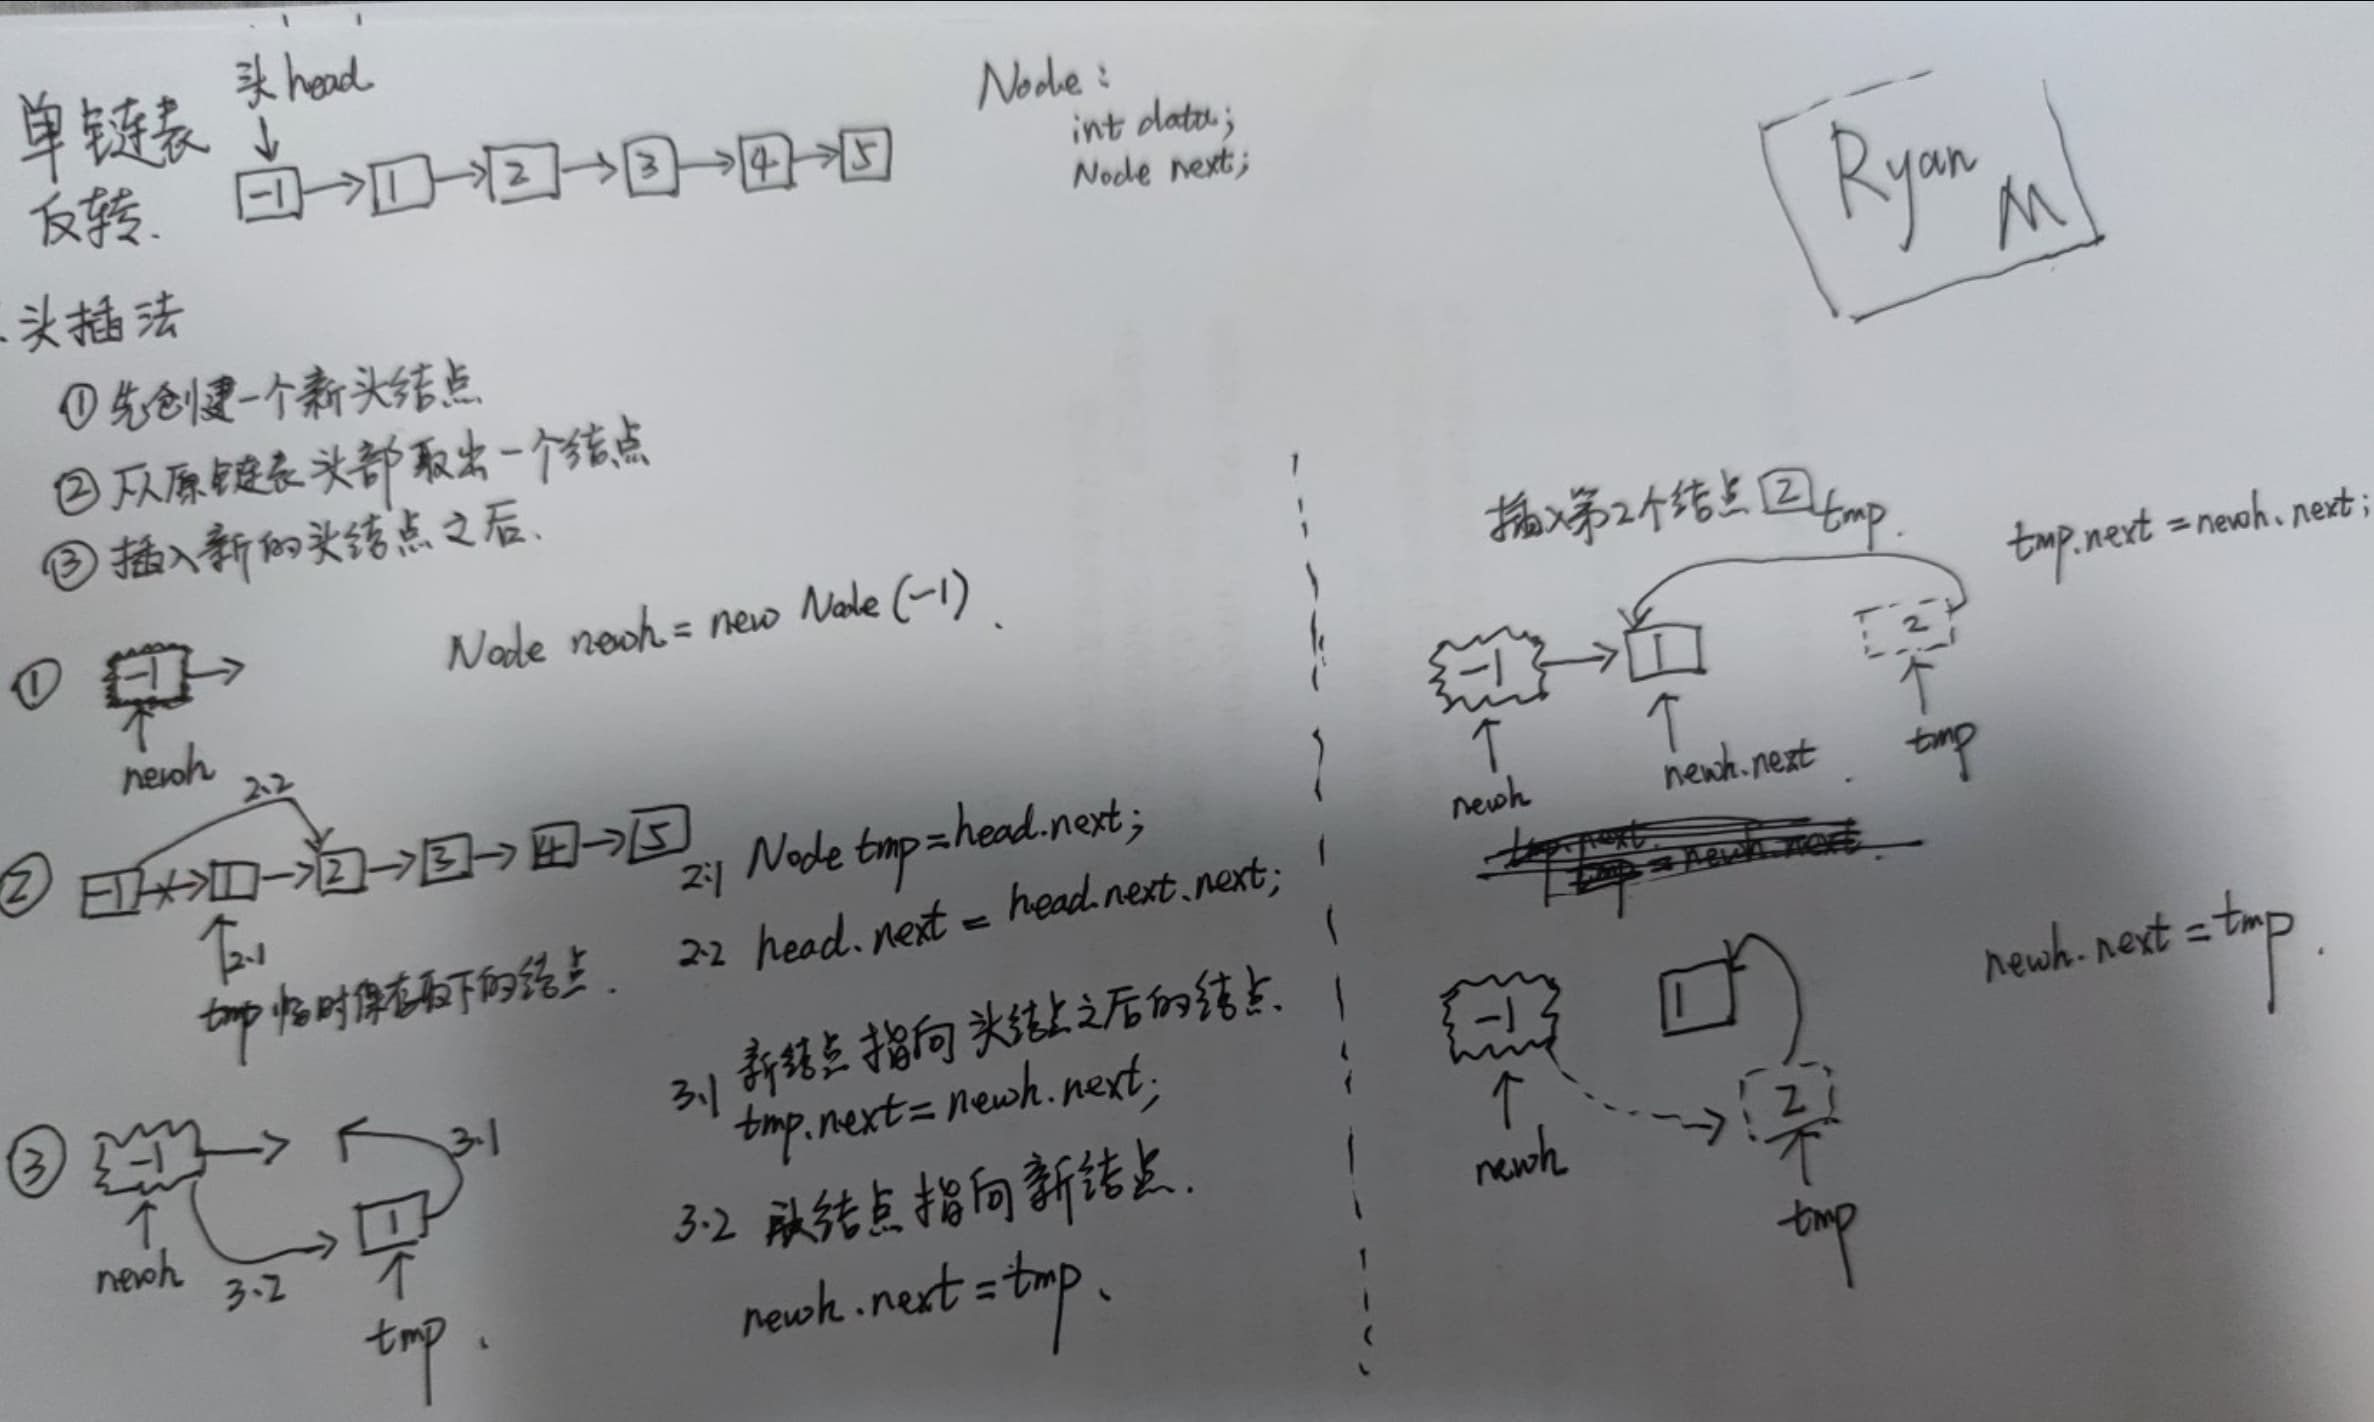 单链表
反转.
头 head
-1 1 2 3 4 5
Node:
int data;
Node next;
Ryan
M
头插法
① 先创建一个新头结点
② 从原链表头部取出一个结点
③ 插入新的头结点之后.
① -1
newh
Node newh = new Node (-1).
② -1 1 2 3 4 5
2.2
2.1
tmp 临时保存取下的结点.
2.1 Node tmp = head.next;
2.2 head.next = head.next.next;
③ -1
3.1
1
newh
3.2
tmp.
3.1 新结点指向头结点之后的结点.
tmp.next = newh.next;
3.2 结点指向新结点.
newh.next = tmp.
插入第2个结点 2 tmp.
tmp.next = newh.next;
-1 1 2
newh
newh.next.
tmp
tmp.next
tmp = newh.next.
-1 1
2
newh
tmp
newh.next = tmp.